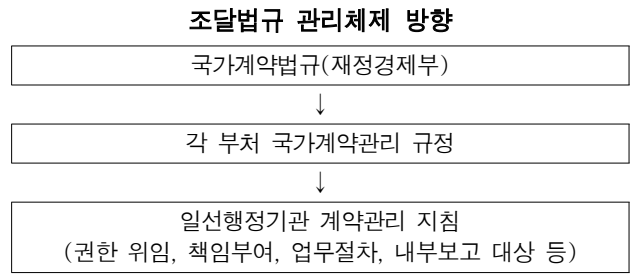 조달법규 관리체제 방향
국가계약법규(재정경제부)
↓
각 부처 국가계약관리 규정
↓
일선행정기관 계약관리 지침
(권한 위임, 책임부여, 업무절차, 내부보고 대상 등)